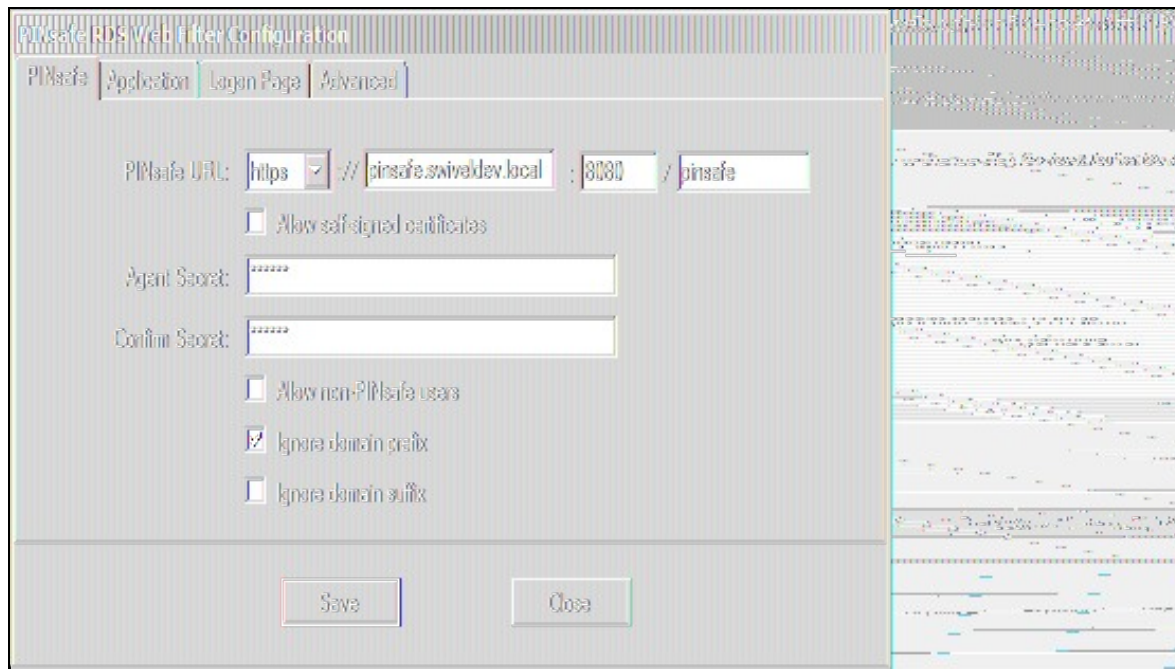 PINsafe RDS Web Filter Configuration
PINsafe Application Logon Page Advanced
PINsafe URL: https :// pinsafe.swiveldev.local : 8080 / pinsafe
Allow self signed certificates
Agent Secret: ******
Confirm Secret: ******
Allow non-PINsafe users
Ignore domain prefix
Ignore domain suffix
Save Close